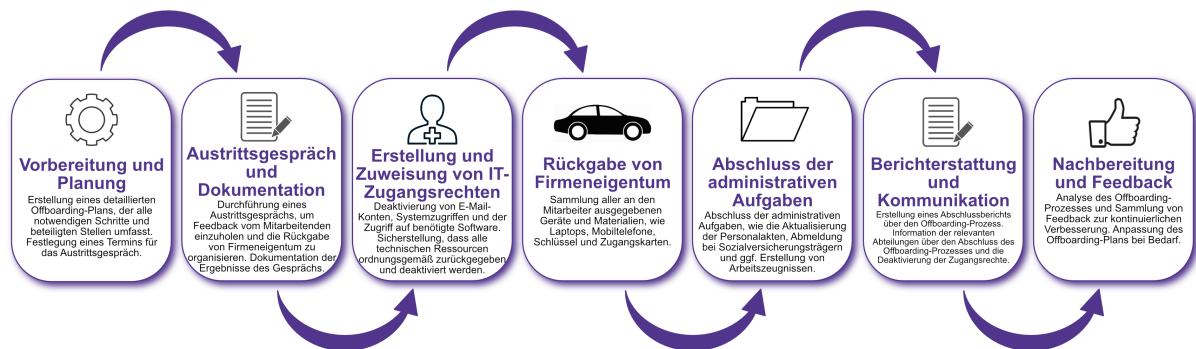 Vorbereitung und
Planung
Erstellung eines detaillierten
Offboarding-Plans, der alle
notwendigen Schritte und
beteiligten Stellen umfasst.
Festlegung eines Termins für
das Austrittsgespräch.
Austrittsgespräch
und
Dokumentation
Durchführung eines
Austrittsgesprächs, um
Feedback vom Mitarbeitenden
einzuholen und die Rückgabe
von Firmeneigentum zu
organisieren. Dokumentation der
Ergebnisse des Gesprächs.
Erstellung und
Zuweisung von IT-
Zugangsrechten
Deaktivierung von E-Mail-
Konten, Systemzugriffen und der
Zugriff auf benötigte Software.
Sicherstellung, dass alle
technischen Ressourcen
ordnungsgemäß zurückgegeben
und deaktiviert werden.
Rückgabe von
Firmeneigentum
Sammlung aller an den
Mitarbeiter ausgegebenen
Geräte und Materialien, wie
Laptops, Mobiltelefone,
Schlüssel und Zugangskarten.
Abschluss der
administrativen
Aufgaben
Abschluss der administrativen
Aufgaben, wie die Aktualisierung
der Personalakten, Abmeldung
bei Sozialversicherungsträgern
und ggf. Erstellung von
Arbeitszeugnissen.
Berichterstattung
und
Kommunikation
Erstellung eines Abschlussberichts
über den Offboarding-Prozess.
Information der relevanten
Abteilungen über den Abschluss des
Offboarding-Prozesses und die
Deaktivierung der Zugangsrechte.
Nachbereitung
und Feedback
Analyse des Offboarding-
Prozesses und Sammlung von
Feedback zur kontinuierlichen
Verbesserung. Anpassung des
Offboarding-Plans bei Bedarf.